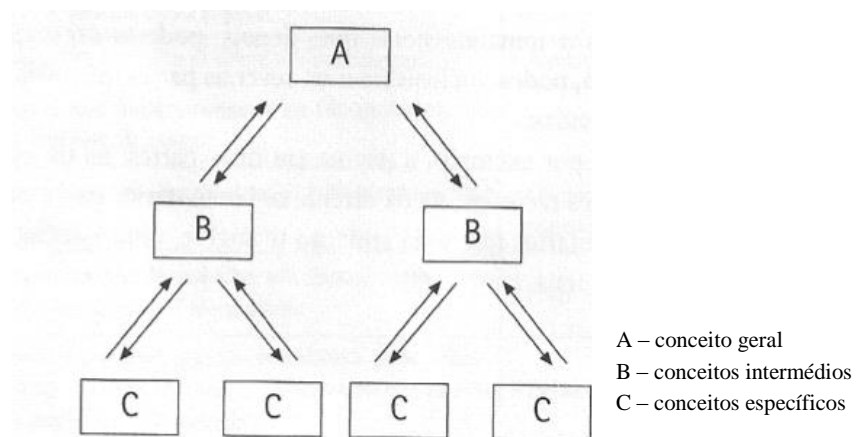 A
B B
C C C C
A – conceito geral
B – conceitos intermédios
C – conceitos específicos